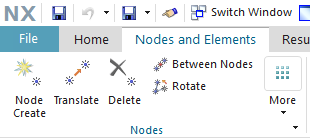 NX Switch Window
File Home Nodes and Elements Resu
Node Create Translate Delete Between Nodes Rotate More
Nodes